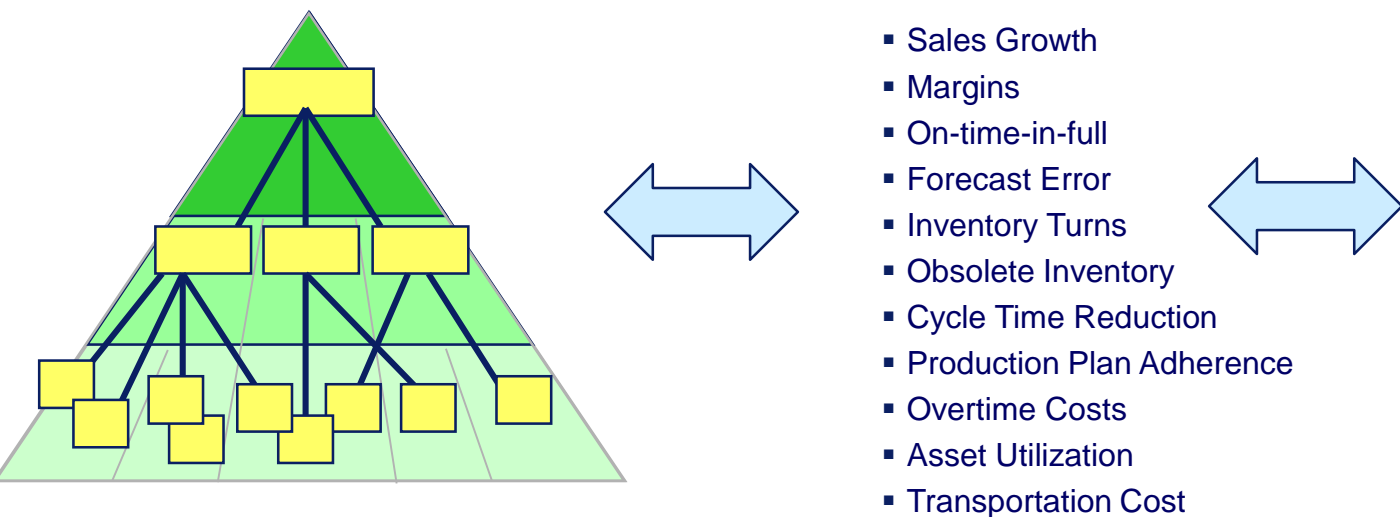 ▪ Sales Growth
▪ Margins
▪ On-time-in-full
▪ Forecast Error
▪ Inventory Turns
▪ Obsolete Inventory
▪ Cycle Time Reduction
▪ Production Plan Adherence
▪ Overtime Costs
▪ Asset Utilization
▪ Transportation Cost